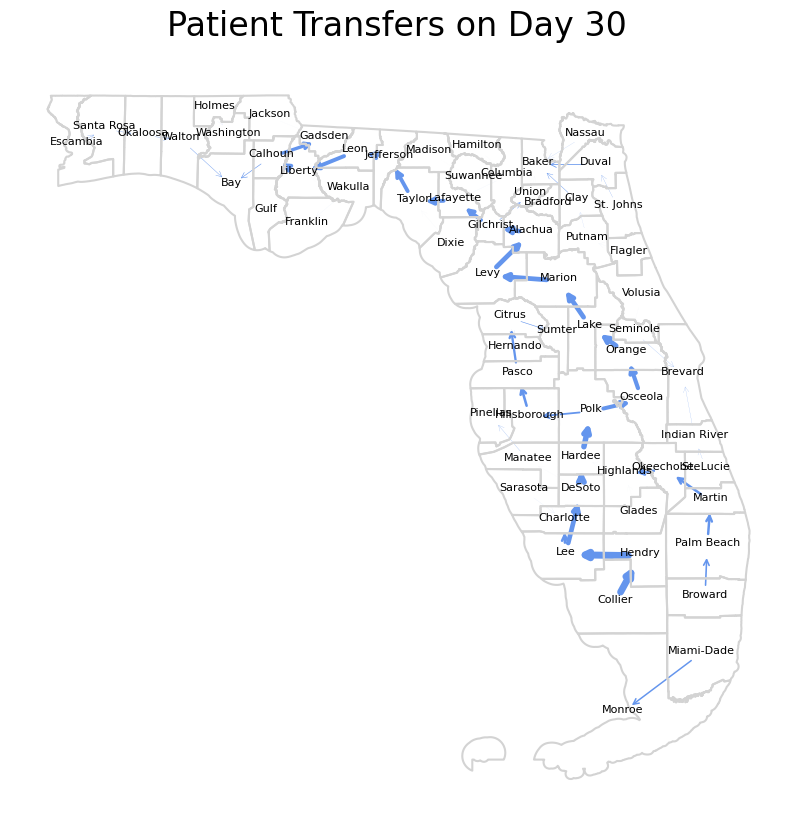 Patient Transfers on Day 30
Holmes
Jackson
Santa Rosa
Okaloosa
Walton
Washington
Escambia
Gadsden
Leon
Calhoun
Jefferson
Madison
Hamilton
Nassau
Baker
Duval
Liberty
Bay
Wakulla
Suwannee
Columbia
Taylor
Lafayette
Union
Bradford
Clay
St. Johns
Gulf
Franklin
Gilchrist
Alachua
Putnam
Dixie
Flagler
Levy
Marion
Volusia
Citrus
Lake
Sumter
Seminole
Hernando
Orange
Pasco
Brevard
Osceola
Pinellas
Hillsborough
Polk
Indian River
Manatee
Hardee
Highlands
Okeechobee
St. Lucie
Sarasota
DeSoto
Martin
Charlotte
Glades
Lee
Hendry
Palm Beach
Collier
Broward
Miami-Dade
Monroe